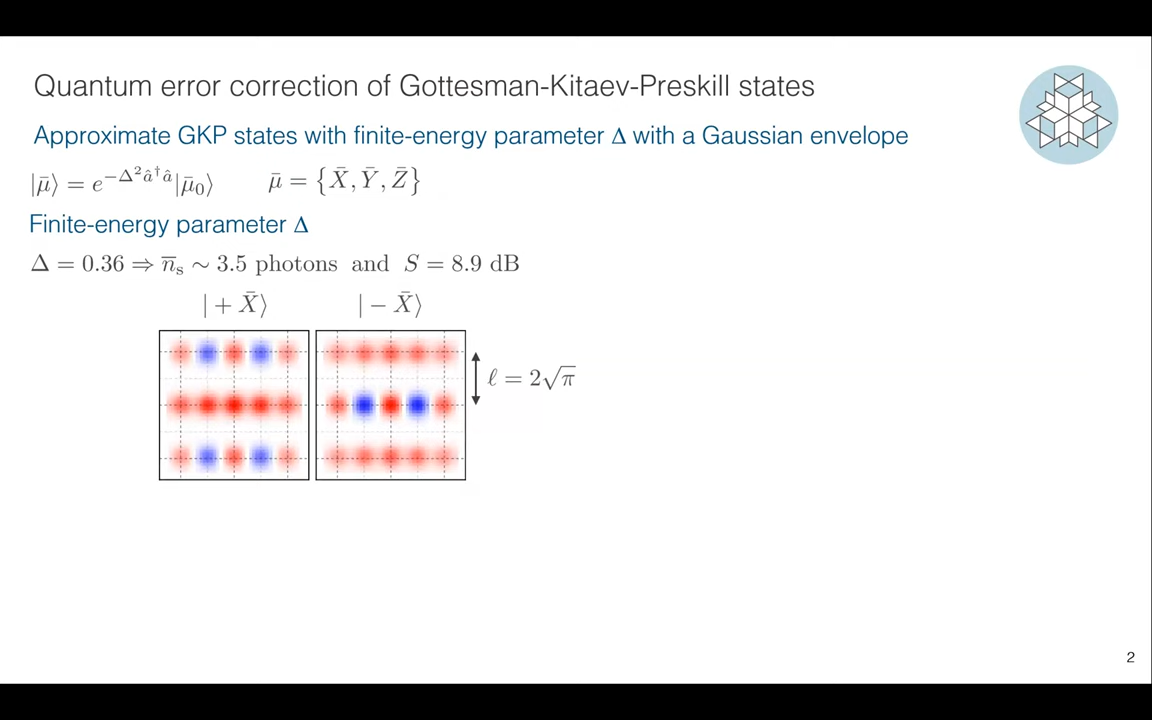 Quantum error correction of Gottesman-Kitaev-Preskill states
Approximate GKP states with finite-energy parameter Δ with a Gaussian envelope
|μ̄⟩ = e^{−Δ²â†â}|μ̄₀⟩ μ̄ = {X̄, Ȳ, Z̄}
Finite-energy parameter Δ
Δ = 0.36 ⇒ n̄ₛ ∼ 3.5 photons and S = 8.9 dB
| + X̄⟩ | − X̄⟩
ℓ = 2√π
2